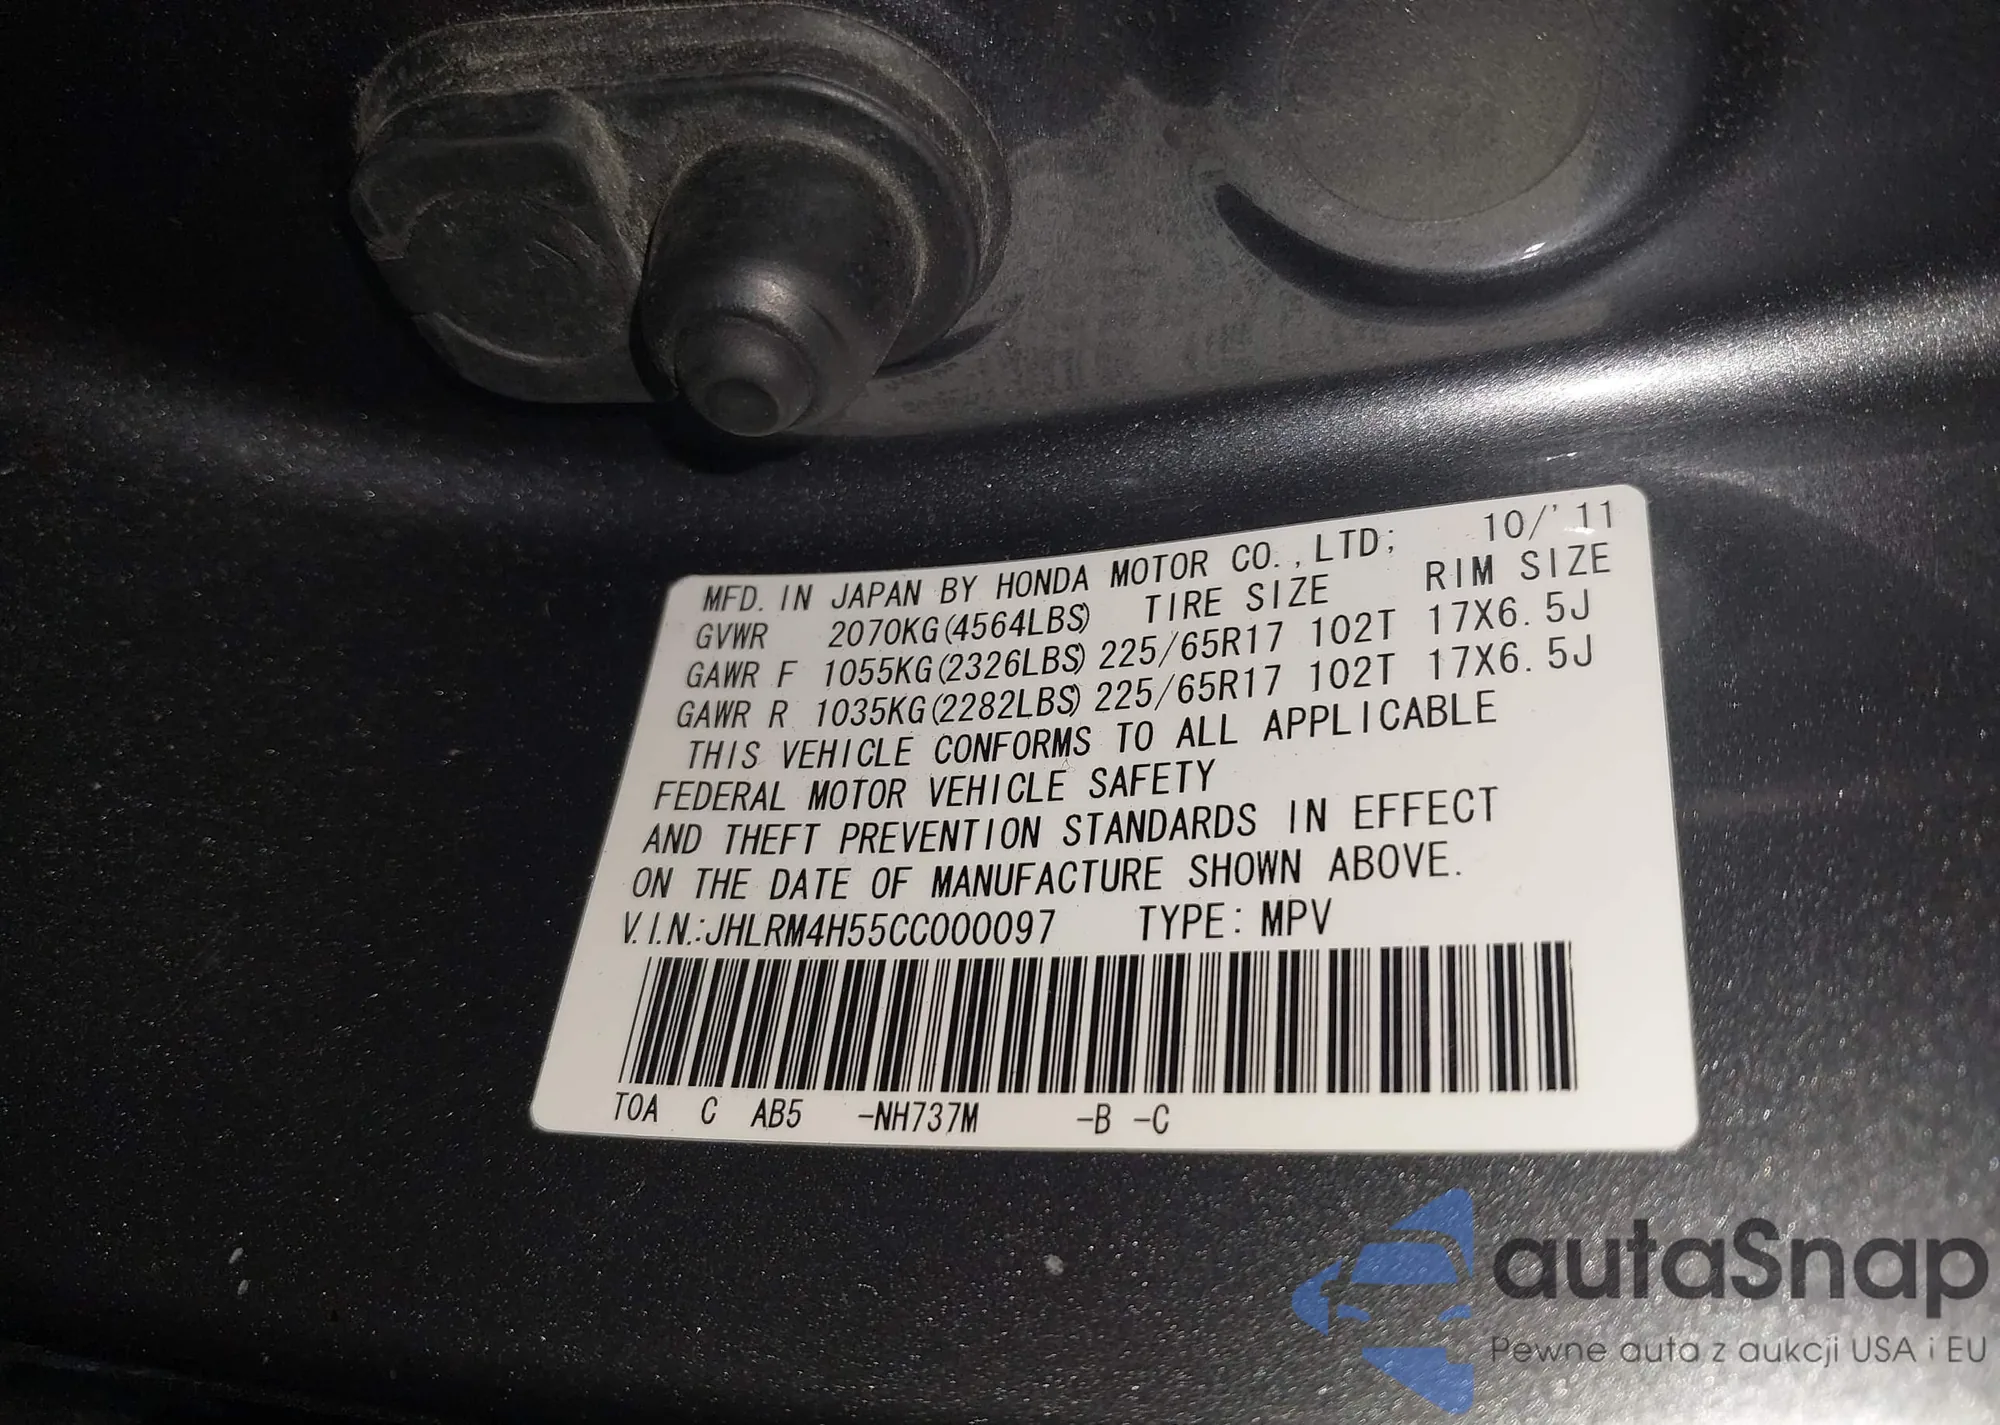 MFD. IN JAPAN BY HONDA MOTOR CO.,LTD; 10/'11
GVWR 2070KG(4564LBS) TIRE SIZE RIM SIZE
GAWR F 1055KG(2326LBS) 225/65R17 102T 17X6.5J
GAWR R 1035KG(2282LBS) 225/65R17 102T 17X6.5J
THIS VEHICLE CONFORMS TO ALL APPLICABLE
FEDERAL MOTOR VEHICLE SAFETY
AND THEFT PREVENTION STANDARDS IN EFFECT
ON THE DATE OF MANUFACTURE SHOWN ABOVE.
V.I.N.:JHLRM4H55CC000097 TYPE: MPV
TOA C AB5 -NH737M -B -C
autaSnap
Pewne auta z aukcji USA i EU